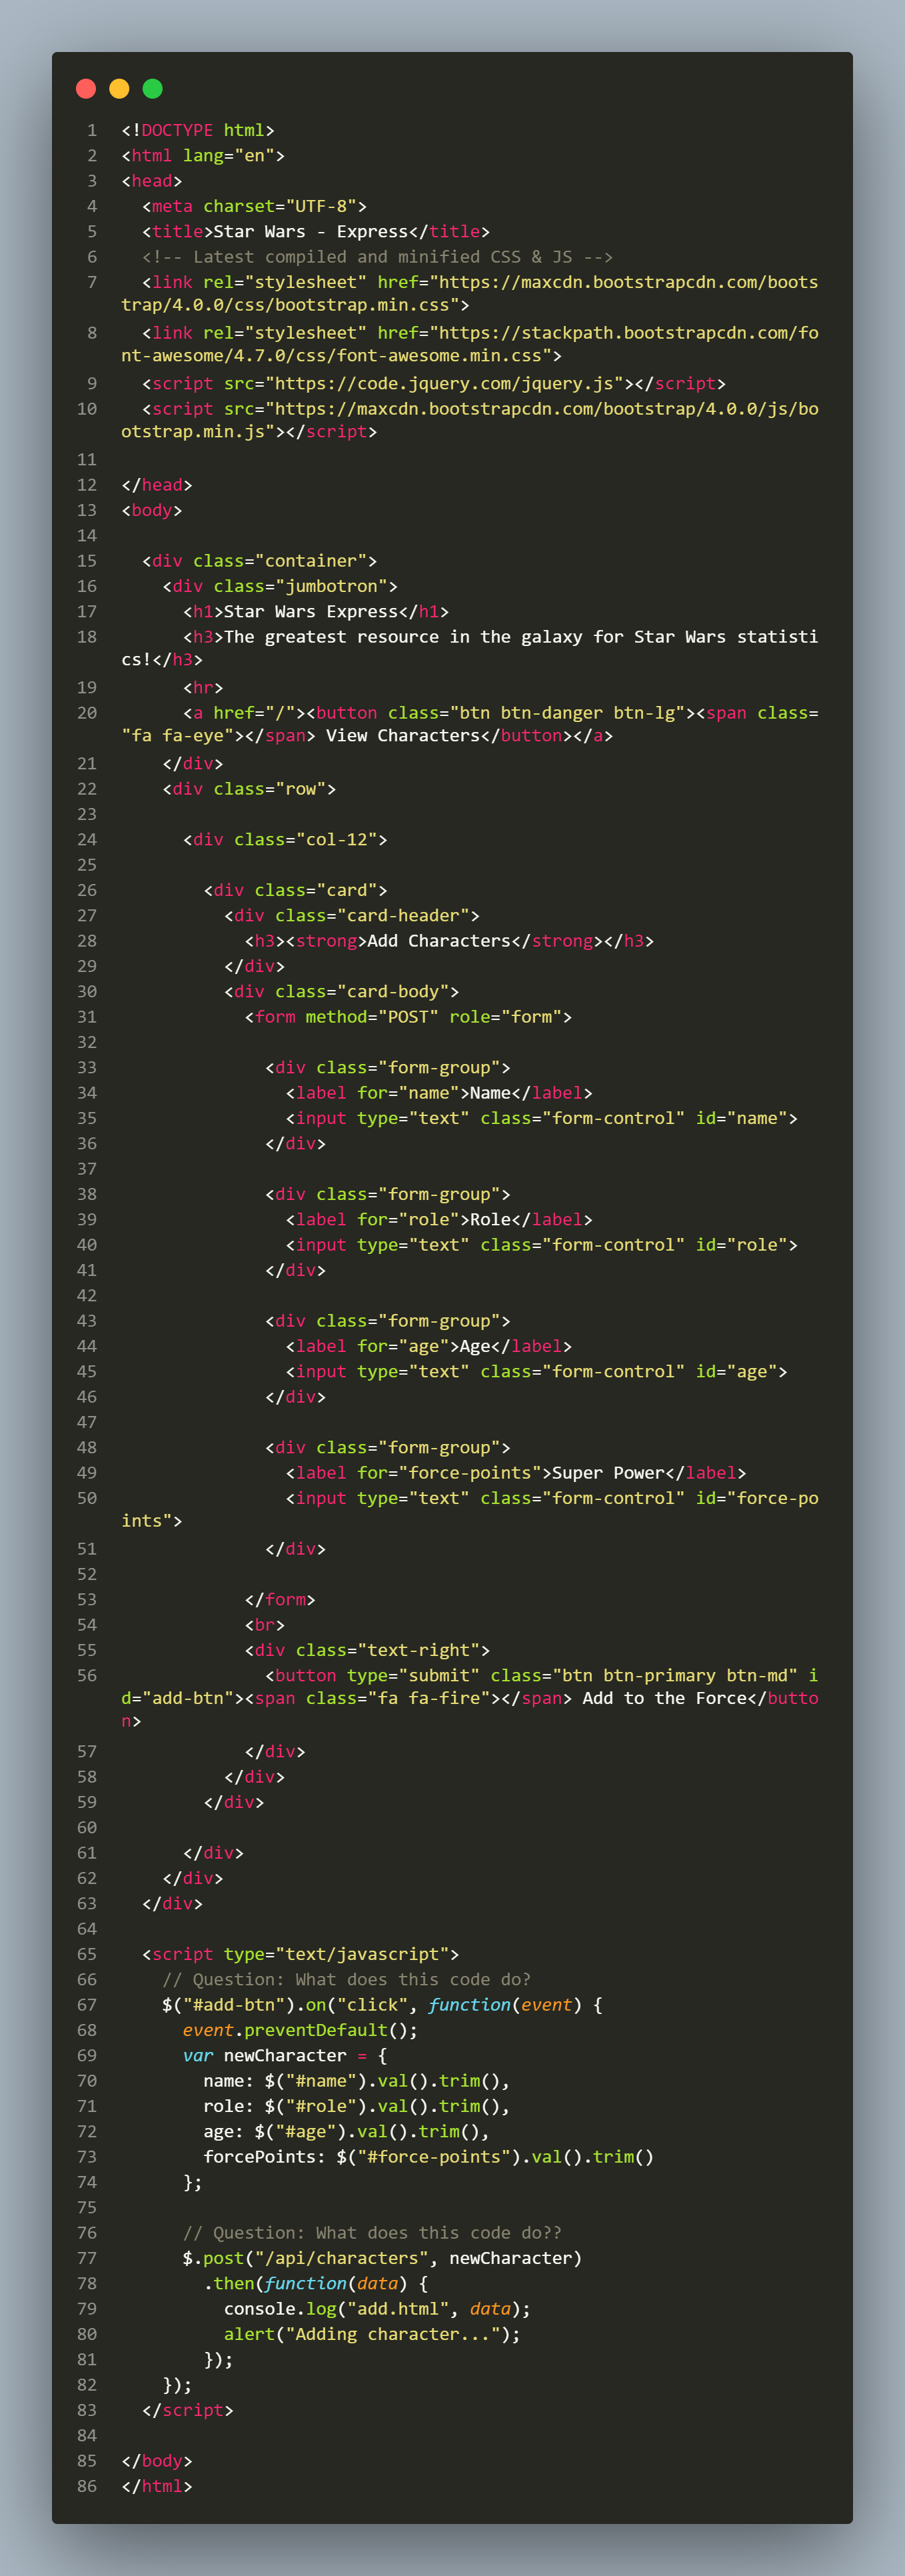 1 <!DOCTYPE html>
2 <html lang="en">
3 <head>
4   <meta charset="UTF-8">
5   <title>Star Wars - Express</title>
6   <!-- Latest compiled and minified CSS & JS -->
7   <link rel="stylesheet" href="https://maxcdn.bootstrapcdn.com/boots
trap/4.0.0/css/bootstrap.min.css">
8   <link rel="stylesheet" href="https://stackpath.bootstrapcdn.com/fo
nt-awesome/4.7.0/css/font-awesome.min.css">
9   <script src="https://code.jquery.com/jquery.js"></script>
10   <script src="https://maxcdn.bootstrapcdn.com/bootstrap/4.0.0/js/bo
otstrap.min.js"></script>
11
12 </head>
13 <body>
14
15   <div class="container">
16     <div class="jumbotron">
17       <h1>Star Wars Express</h1>
18       <h3>The greatest resource in the galaxy for Star Wars statisti
cs!</h3>
19       <hr>
20       <a href="/"><button class="btn btn-danger btn-lg"><span class=
"fa fa-eye"></span> View Characters</button></a>
21     </div>
22     <div class="row">
23
24       <div class="col-12">
25
26         <div class="card">
27           <div class="card-header">
28             <h3><strong>Add Characters</strong></h3>
29           </div>
30           <div class="card-body">
31             <form method="POST" role="form">
32
33               <div class="form-group">
34                 <label for="name">Name</label>
35                 <input type="text" class="form-control" id="name">
36               </div>
37
38               <div class="form-group">
39                 <label for="role">Role</label>
40                 <input type="text" class="form-control" id="role">
41               </div>
42
43               <div class="form-group">
44                 <label for="age">Age</label>
45                 <input type="text" class="form-control" id="age">
46               </div>
47
48               <div class="form-group">
49                 <label for="force-points">Super Power</label>
50                 <input type="text" class="form-control" id="force-po
ints">
51               </div>
52
53             </form>
54             <br>
55             <div class="text-right">
56               <button type="submit" class="btn btn-primary btn-md" i
d="add-btn"><span class="fa fa-fire"></span> Add to the Force</butto
n>
57             </div>
58           </div>
59         </div>
60
61       </div>
62     </div>
63   </div>
64
65   <script type="text/javascript">
66     // Question: What does this code do?
67     $("#add-btn").on("click", function(event) {
68       event.preventDefault();
69       var newCharacter = {
70         name: $("#name").val().trim(),
71         role: $("#role").val().trim(),
72         age: $("#age").val().trim(),
73         forcePoints: $("#force-points").val().trim()
74       };
75
76       // Question: What does this code do??
77       $.post("/api/characters", newCharacter)
78         .then(function(data) {
79           console.log("add.html", data);
80           alert("Adding character...");
81         });
82     });
83   </script>
84
85 </body>
86 </html>